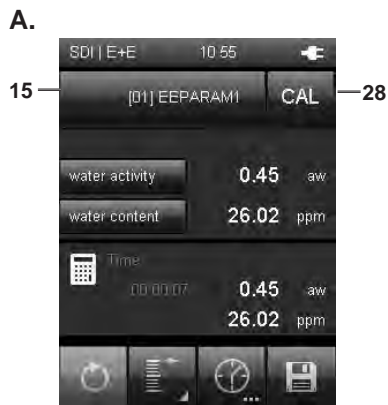 A.
SDI | E+E 10 55
15 [01] EEPARAM1 CAL 28
water activity 0.45 aw
water content 26.02 ppm
Time
00:00:07 0.45 aw
26.02 ppm